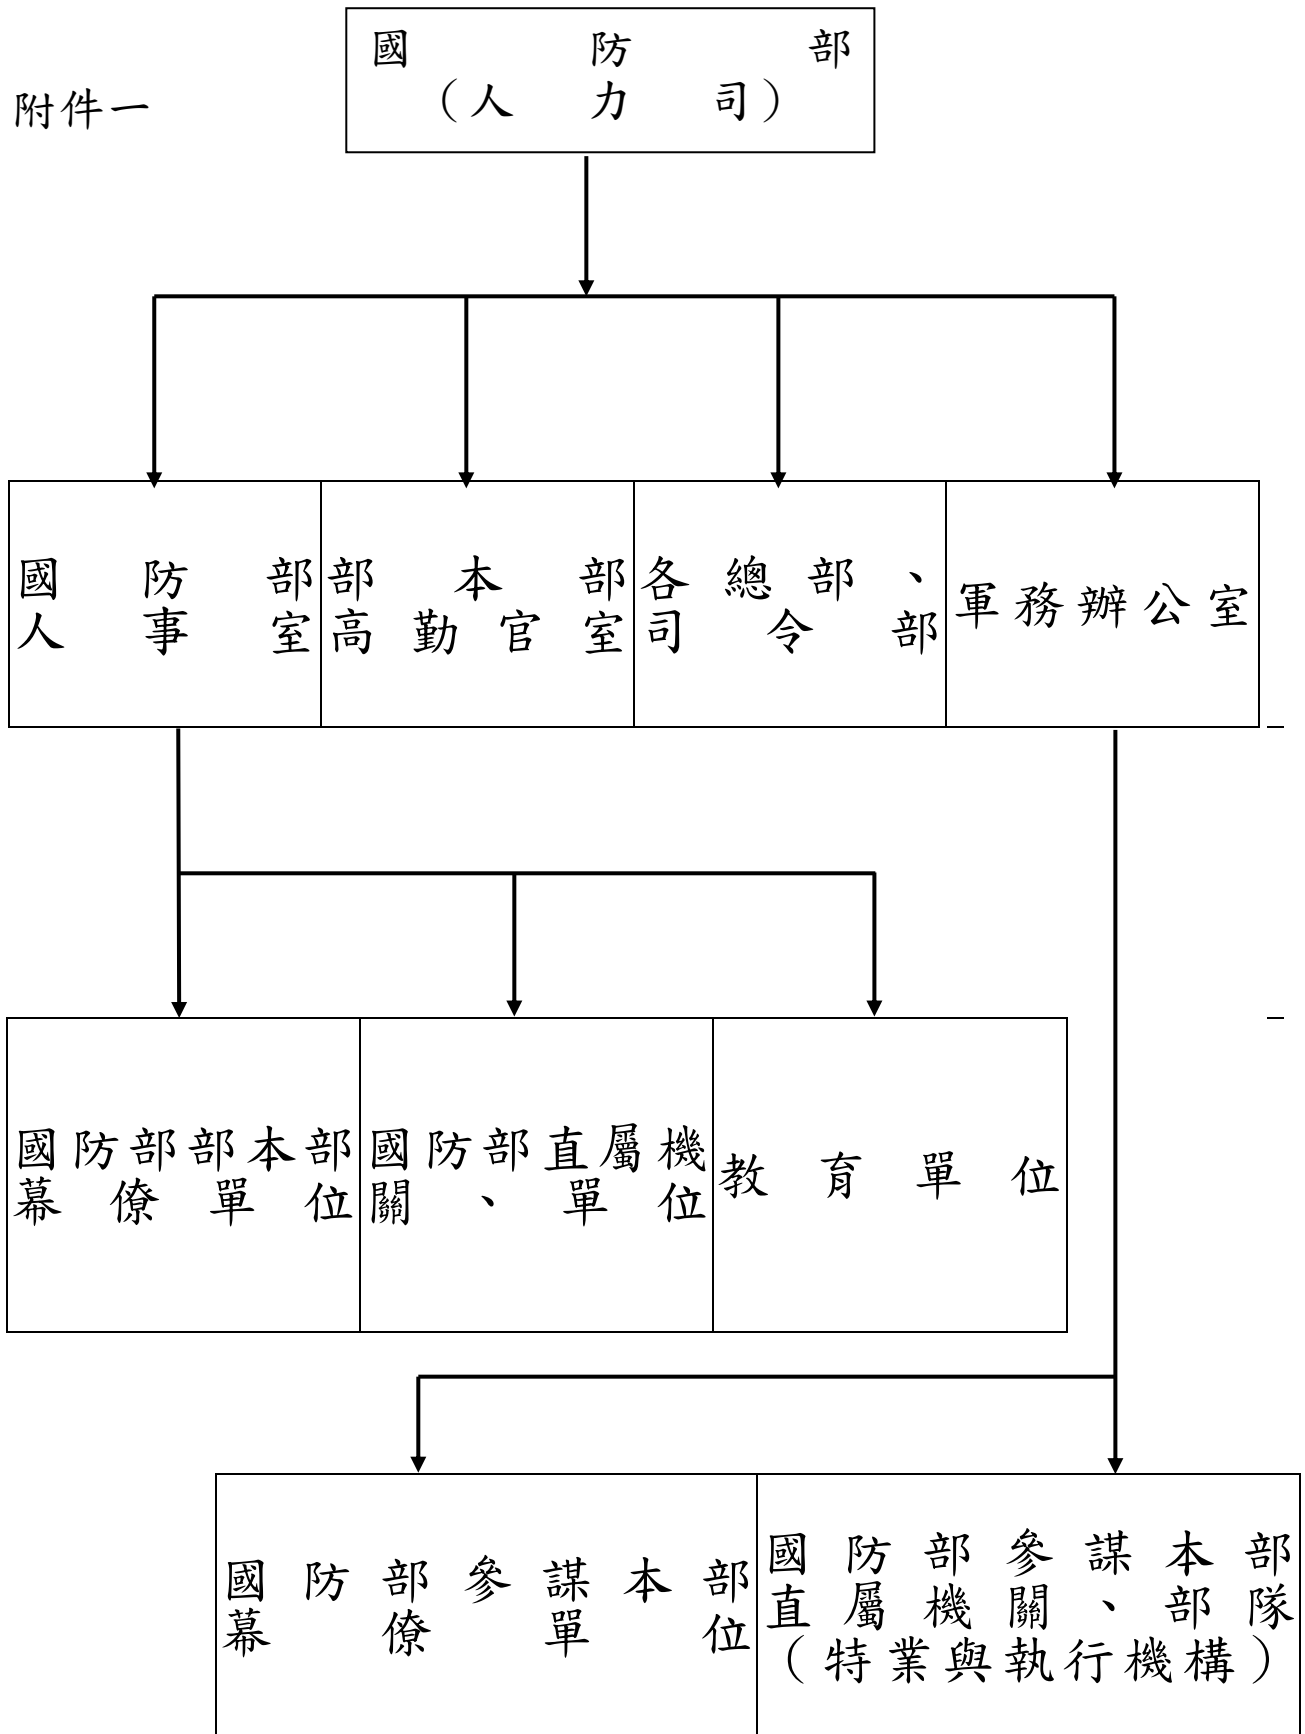 國防部
（人力司）
附件一
國防部
人事室
部本部
高勤官室
各總部、
司令部
軍務辦公室
國防部部本部
幕僚單位
國防部直屬機
關、單位
教育單位
國防部參謀本部
幕僚單位
國防部參謀本部
直屬機關、部隊
（特業與執行機構）